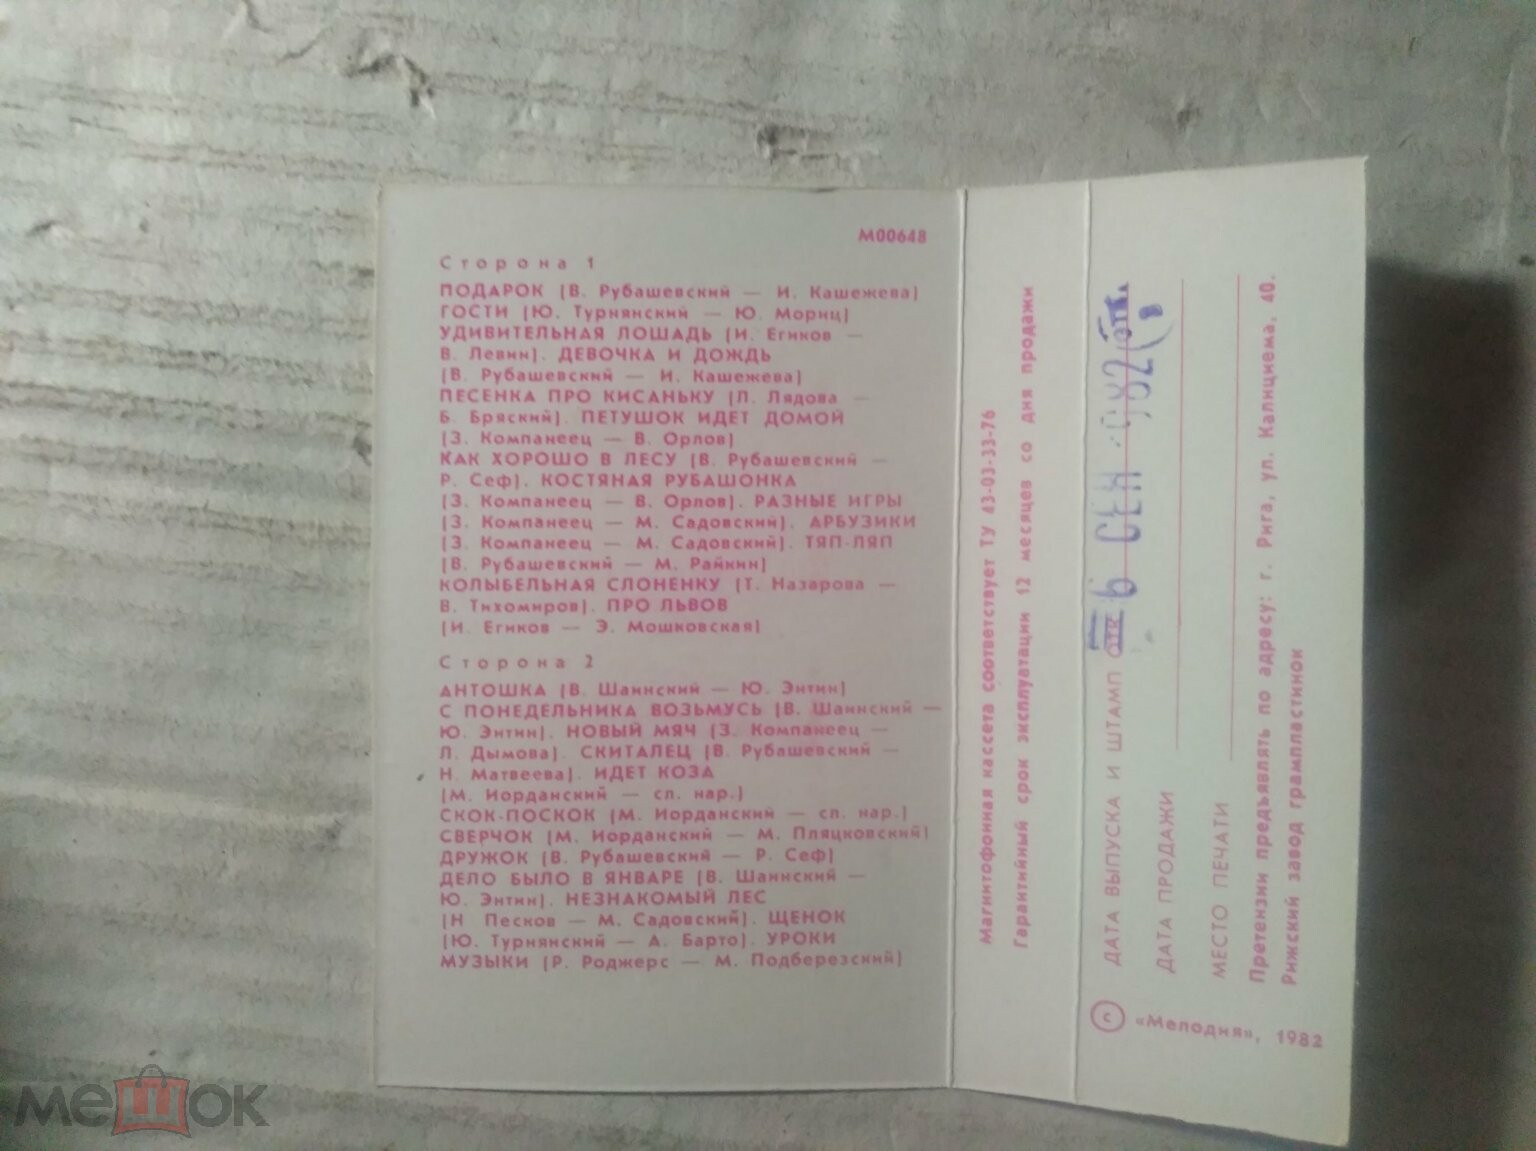 М00648
Сторона 1
ПОДАРОК (В. Рубашевский — И. Кашежева)
ГОСТИ (Ю. Турнянский — Ю. Мориц)
УДИВИТЕЛЬНАЯ ЛОШАДЬ (И. Егиков —
В. Левин). ДЕВОЧКА И ДОЖДЬ
(В. Рубашевский — И. Кашежева)
ПЕСЕНКА ПРО КИСАНЬКУ (Л. Лядова —
Б. Бряский). ПЕТУШОК ИДЕТ ДОМОЙ
(З. Компанеец — В. Орлов)
КАК ХОРОШО В ЛЕСУ (В. Рубашевский —
Р. Сеф). КОСТЯНАЯ РУБАШОНКА
(З. Компанеец — В. Орлов). РАЗНЫЕ ИГРЫ
(З. Компанеец — М. Садовский). АРБУЗИКИ
(З. Компанеец — М. Садовский). ТЯП-ЛЯП
(В. Рубашевский — М. Райкин)
КОЛЫБЕЛЬНАЯ СЛОНЕНКУ (Т. Назарова —
В. Тихомиров). ПРО ЛЬВОВ
(И. Егиков — Э. Мошковская)
Сторона 2
АНТОШКА (В. Шаинский — Ю. Энтин)
С ПОНЕДЕЛЬНИКА ВОЗЬМУСЬ (В. Шаинский —
Ю. Энтин). НОВЫЙ МЯЧ (З. Компанеец —
Л. Дымова). СКИТАЛЕЦ (В. Рубашевский —
Н. Матвеева). ИДЕТ КОЗА
(М. Иорданский — сл. нар.)
СКОК-ПОСКОК (М. Иорданский — сл. нар.)
СВЕРЧОК (М. Иорданский — М. Пляцковский)
ДРУЖОК (В. Рубашевский — Р. Сеф)
ДЕЛО БЫЛО В ЯНВАРЕ (В. Шаинский —
Ю. Энтин). НЕЗНАКОМЫЙ ЛЕС
(Н Песков — М. Садовский). ЩЕНОК
(Ю. Турнянский — А. Барто). УРОКИ
МУЗЫКИ (Р. Роджерс — М. Подберезский)
Магнитофонная кассета соответствует ТУ 43-03-33-76
Гарантийный срок эксплуатации 12 месяцев со дня продажи
ДАТА ВЫПУСКА И ШТАМП ОТК 6 СЕН 982
ДАТА ПРОДАЖИ
МЕСТО ПЕЧАТИ
Претензии предъявлять по адресу: г. Рига, ул. Калнциема, 40.
Рижский завод грампластинок
© «Мелодия», 1982
мешок